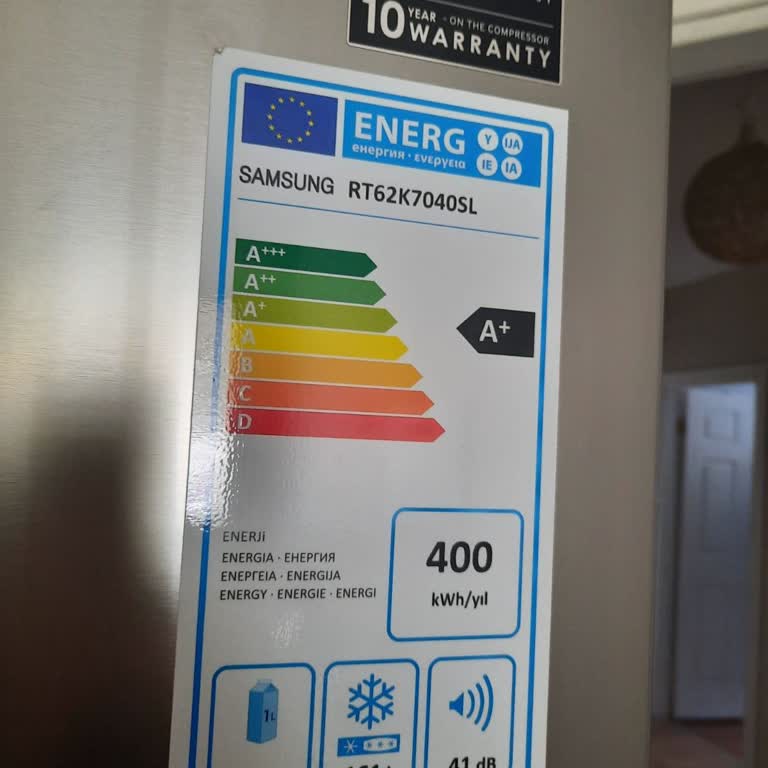 10 YEAR - ON THE COMPRESSOR
WARRANTY
ENERG Y IJA
енергия · ενεργεια IE IA
SAMSUNG RT62K7040SL
A+++
A++
A+
A+
A
B
C
D
ENERJİ
ENERGIA · ЕНЕРГИЯ
ΕΝΕΡΓΕΙΑ · ENERGIJA
ENERGY · ENERGIE · ENERGI
400
kWh/yıl
1L
41 dB